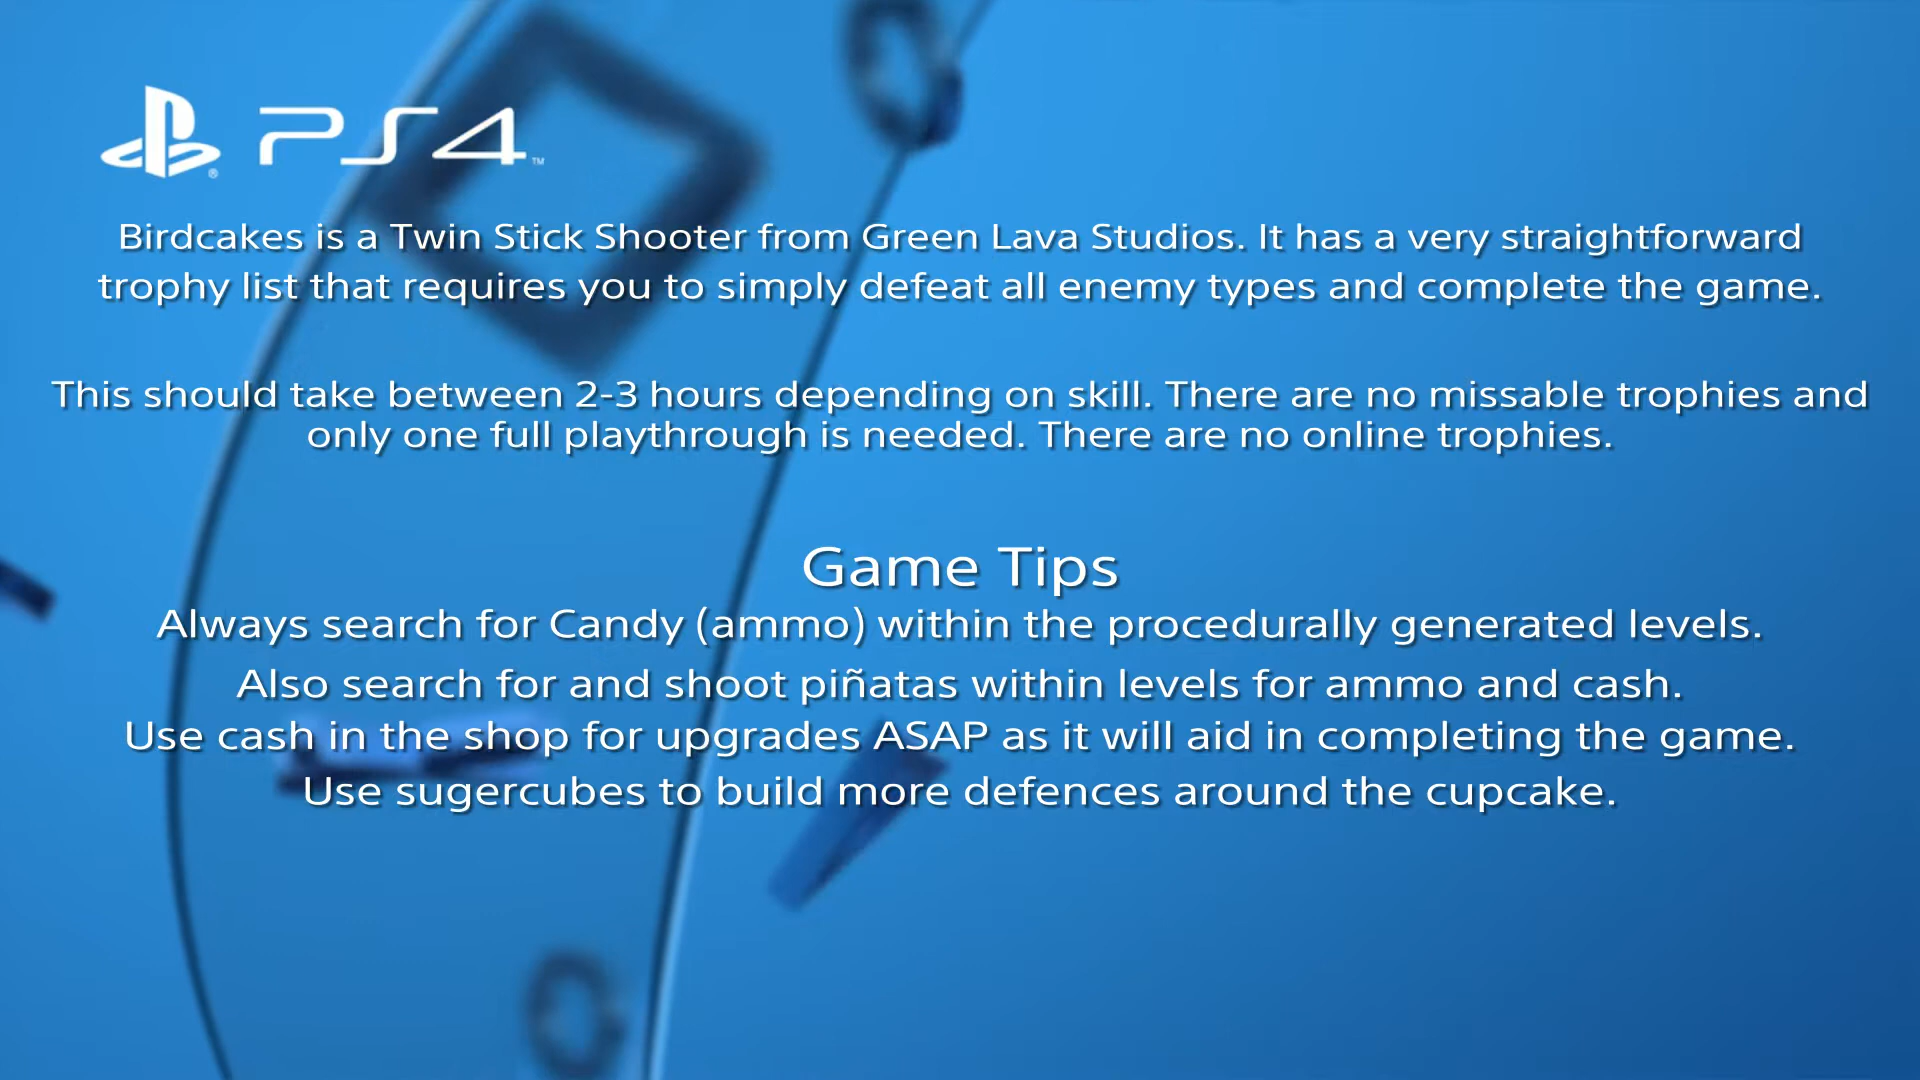 PS4™
Birdcakes is a Twin Stick Shooter from Green Lava Studios. It has a very straightforward
trophy list that requires you to simply defeat all enemy types and complete the game.
This should take between 2-3 hours depending on skill. There are no missable trophies and
only one full playthrough is needed. There are no online trophies.
Game Tips
Always search for Candy (ammo) within the procedurally generated levels.
Also search for and shoot piñatas within levels for ammo and cash.
Use cash in the shop for upgrades ASAP as it will aid in completing the game.
Use sugercubes to build more defences around the cupcake.